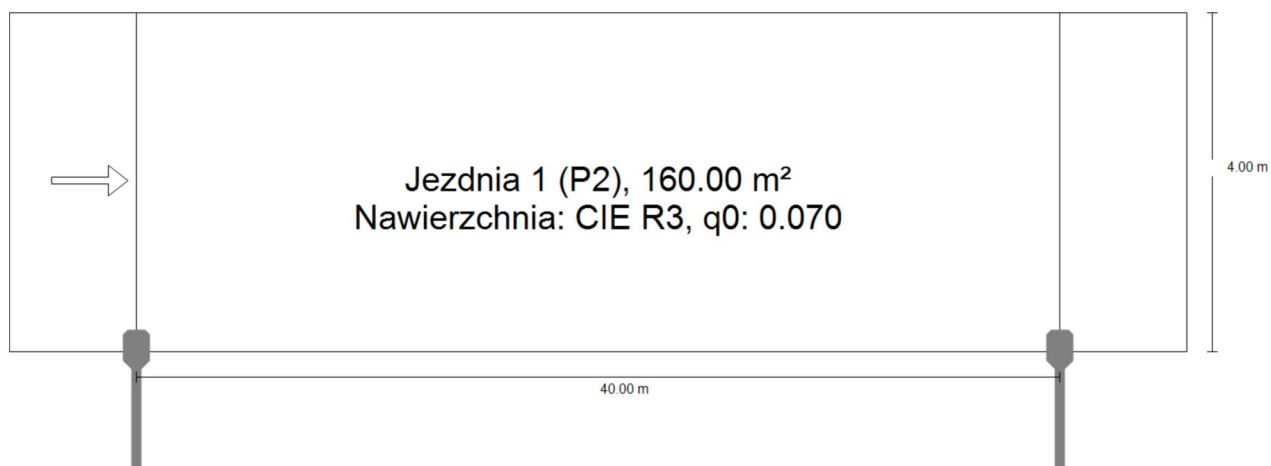 Jezdnia 1 (P2), 160.00 m²
Nawierzchnia: CIE R3, q0: 0.070
4.00 m
40.00 m